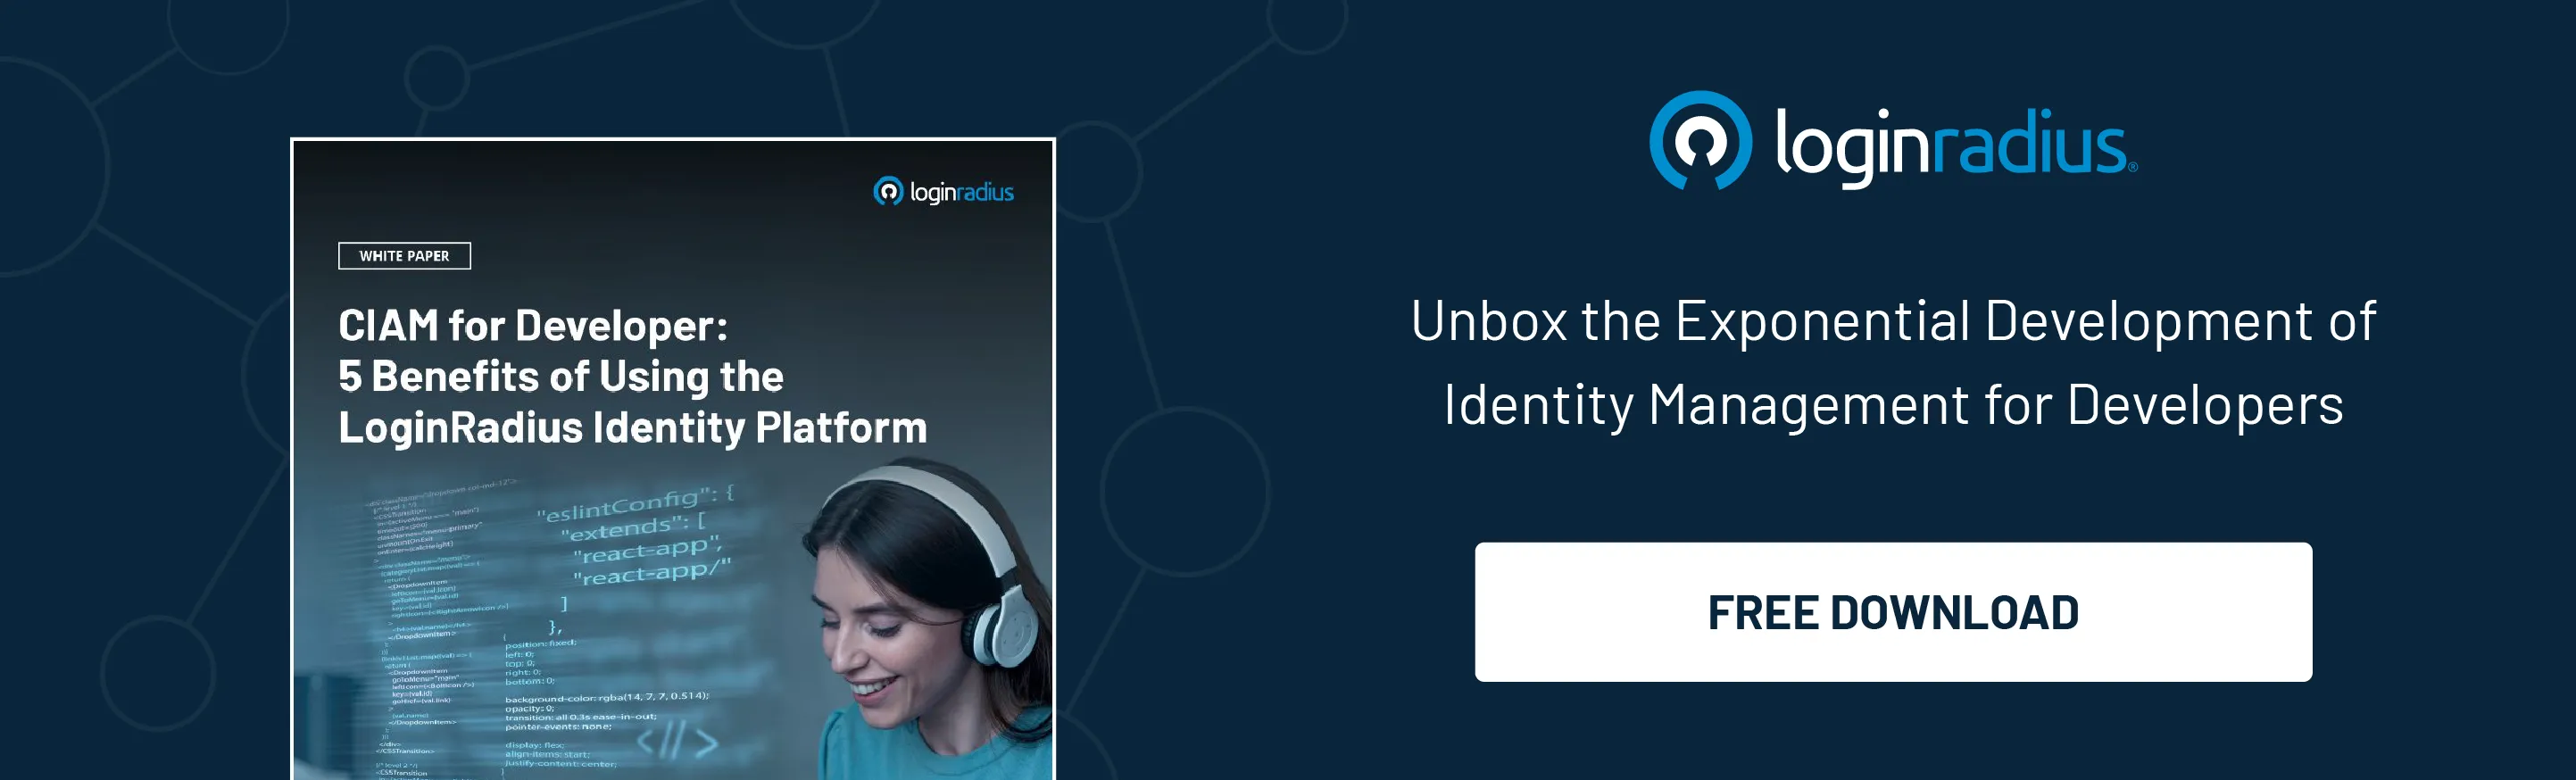 loginradius
WHITE PAPER
CIAM for Developer:
5 Benefits of Using the
LoginRadius Identity Platform
"eslintConfig": {
"extends": [
"react-app",
"react-app/"
]
},
{
position: fixed;
left: 0;
top: 0;
right: 0;
bottom: 0;
background-color: rgba(14, 7, 7, 0.514);
opacity: 0;
transition: all 0.3s ease-in-out;
pointer-events: none;
display: flex;
align-items: start;
justify-content: center;
}
<//>
loginradius®
Unbox the Exponential Development of
Identity Management for Developers
FREE DOWNLOAD